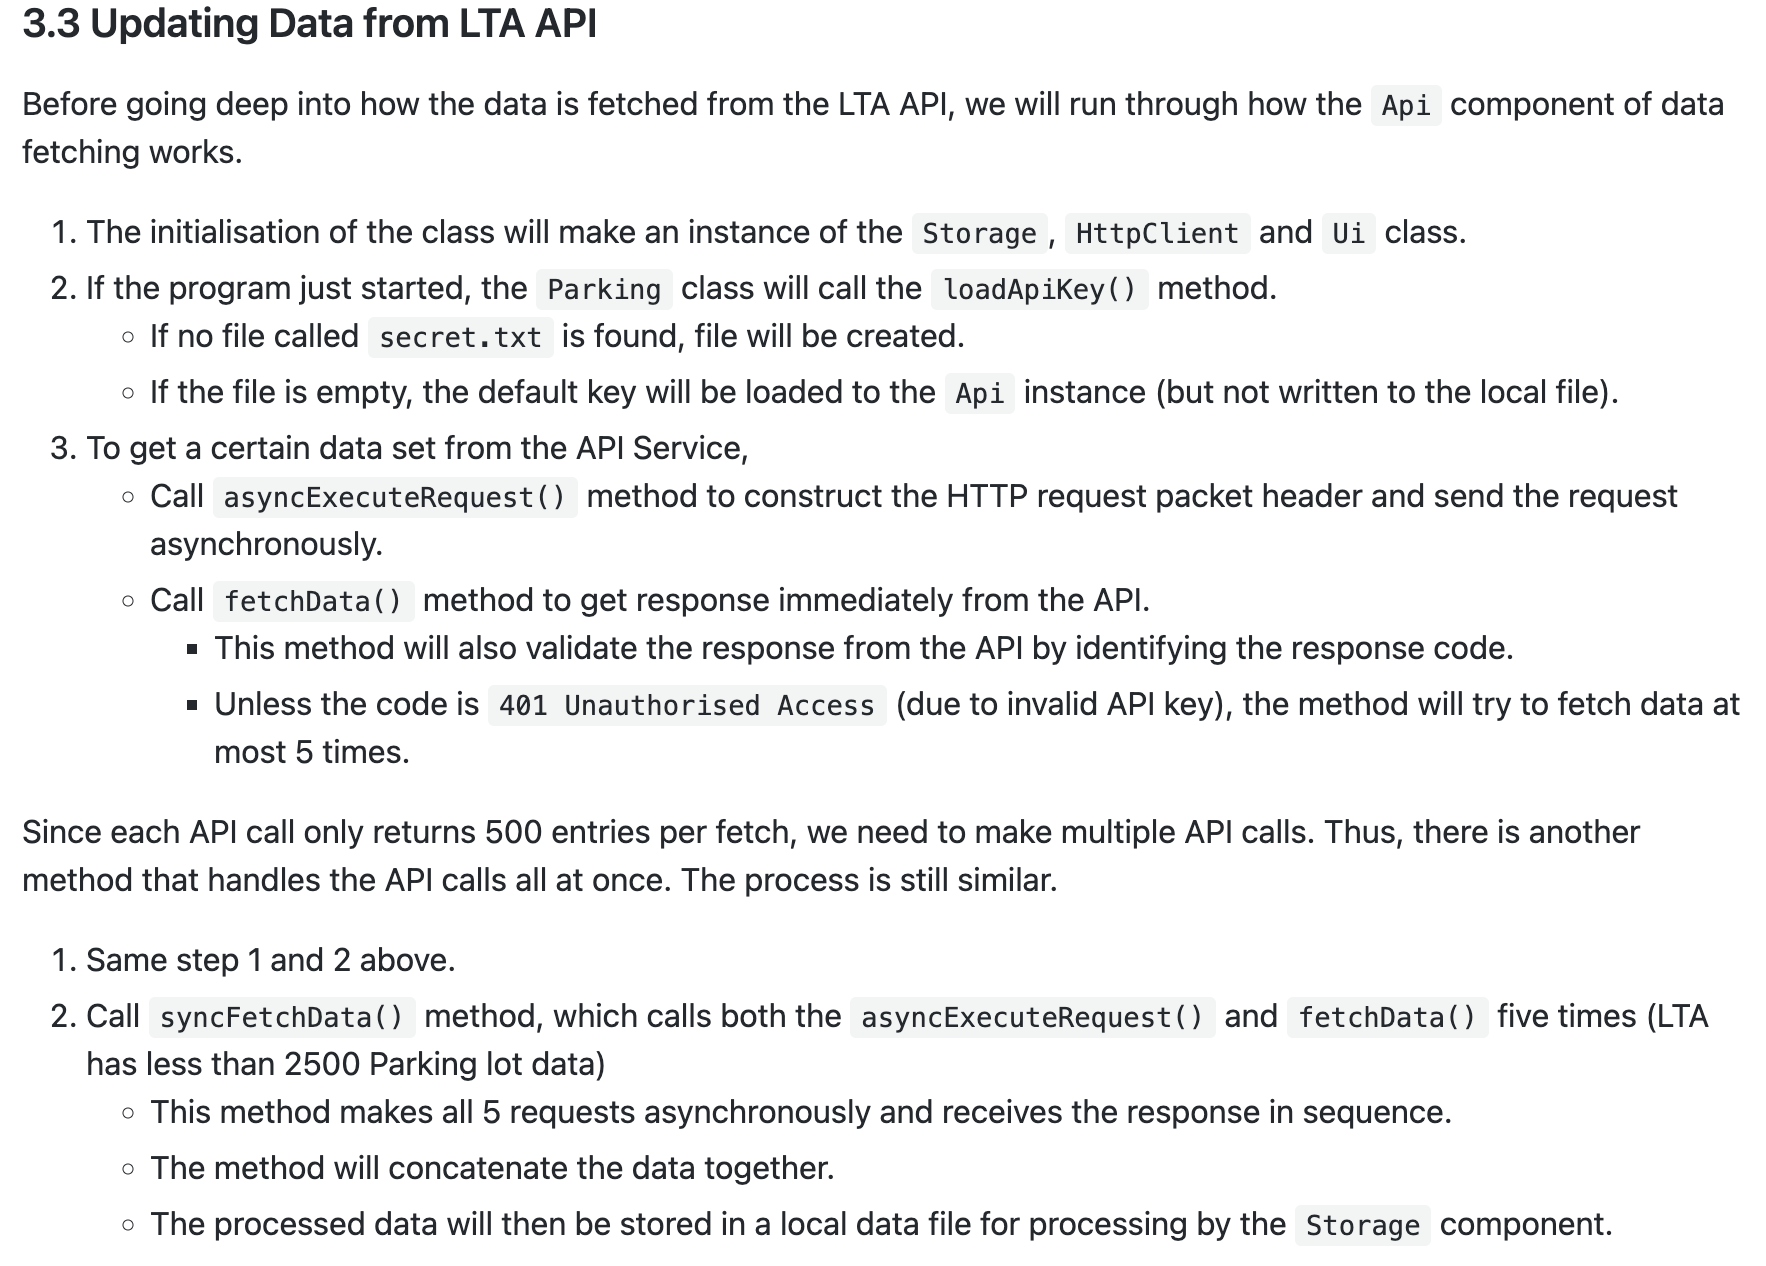 3.3 Updating Data from LTA API
Before going deep into how the data is fetched from the LTA API, we will run through how the Api component of data
fetching works.
1. The initialisation of the class will make an instance of the Storage , HttpClient and Ui class.
2. If the program just started, the Parking class will call the loadApiKey() method.
◦ If no file called secret.txt is found, file will be created.
◦ If the file is empty, the default key will be loaded to the Api instance (but not written to the local file).
3. To get a certain data set from the API Service,
◦ Call asyncExecuteRequest() method to construct the HTTP request packet header and send the request
asynchronously.
◦ Call fetchData() method to get response immediately from the API.
▪ This method will also validate the response from the API by identifying the response code.
▪ Unless the code is 401 Unauthorised Access (due to invalid API key), the method will try to fetch data at
most 5 times.
Since each API call only returns 500 entries per fetch, we need to make multiple API calls. Thus, there is another
method that handles the API calls all at once. The process is still similar.
1. Same step 1 and 2 above.
2. Call syncFetchData() method, which calls both the asyncExecuteRequest() and fetchData() five times (LTA
has less than 2500 Parking lot data)
◦ This method makes all 5 requests asynchronously and receives the response in sequence.
◦ The method will concatenate the data together.
◦ The processed data will then be stored in a local data file for processing by the Storage component.